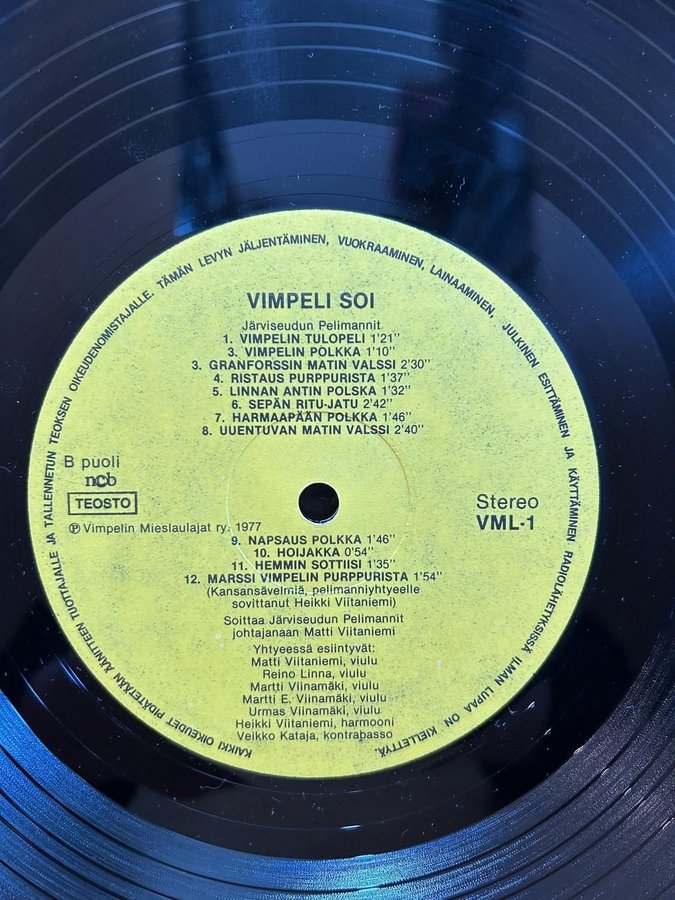 KAIKKI OIKEUDET PIDÄTETÄÄN ÄÄNITTEEN TUOTTAJALLE JA TALLENNETUN TEOKSEN OIKEUDENOMISTAJALLE. TÄMÄN LEVYN JÄLJENTÄMINEN, VUOKRAAMINEN, LAINAAMINEN, JULKINEN ESITTÄMINEN JA KÄYTTÄMINEN RADIOLÄHETYKSISSÄ ILMAN LUPAA ON KIELLETTYÄ.
VIMPELI SOI
Järviseudun Pelimannit
1. VIMPELIN TULOPELI 1'21''
3. VIMPELIN POLKKA 1'10''
3. GRANFORSSIN MATIN VALSSI 2'30''
4. RISTAUS PURPPURISTA 1'37''
5. LINNAN ANTIN POLSKA 1'32''
6. SEPÄN RITU-JATU 2'42''
7. HARMAAPÄÄN POLKKA 1'46''
8. UUENTUVAN MATIN VALSSI 2'40''
B puoli
ncb
TEOSTO
Ⓟ Vimpelin Mieslaulajat ry. 1977
Stereo
VML-1
9. NAPSAUS POLKKA 1'46''
10. HOIJAKKA 0'54''
11. HEMMIN SOTTIISI 1'35''
12. MARSSI VIMPELIN PURPPURISTA 1'54''
(Kansansävelmiä, pelimanniyhtyeelle
sovittanut Heikki Viitaniemi)
Soittaa Järviseudun Pelimannit
johtajanaan Matti Viitaniemi
Yhtyeessä esiintyvät:
Matti Viitaniemi, viulu
Reino Linna, viulu
Martti Viinamäki, viulu
Martti E. Viinamäki, viulu
Urmas Viinamäki, viulu
Heikki Viitaniemi, harmooni
Veikko Kataja, kontrabasso